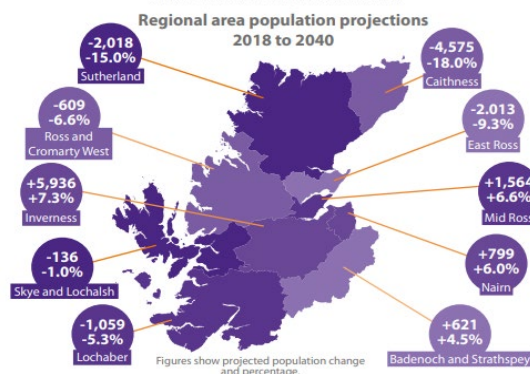 Regional area population projections
2018 to 2040
-2,018
-15.0%
Sutherland
-4,575
-18.0%
Caithness
-609
-6.6%
Ross and
Cromarty West
-2.013
-9.3%
East Ross
+5,936
+7.3%
Inverness
+1,564
+6.6%
Mid Ross
-136
-1.0%
Skye and Lochalsh
+799
+6.0%
Nairn
-1,059
-5.3%
Lochaber
+621
+4.5%
Badenoch and Strathspey
Figures show projected population change
and percentage.